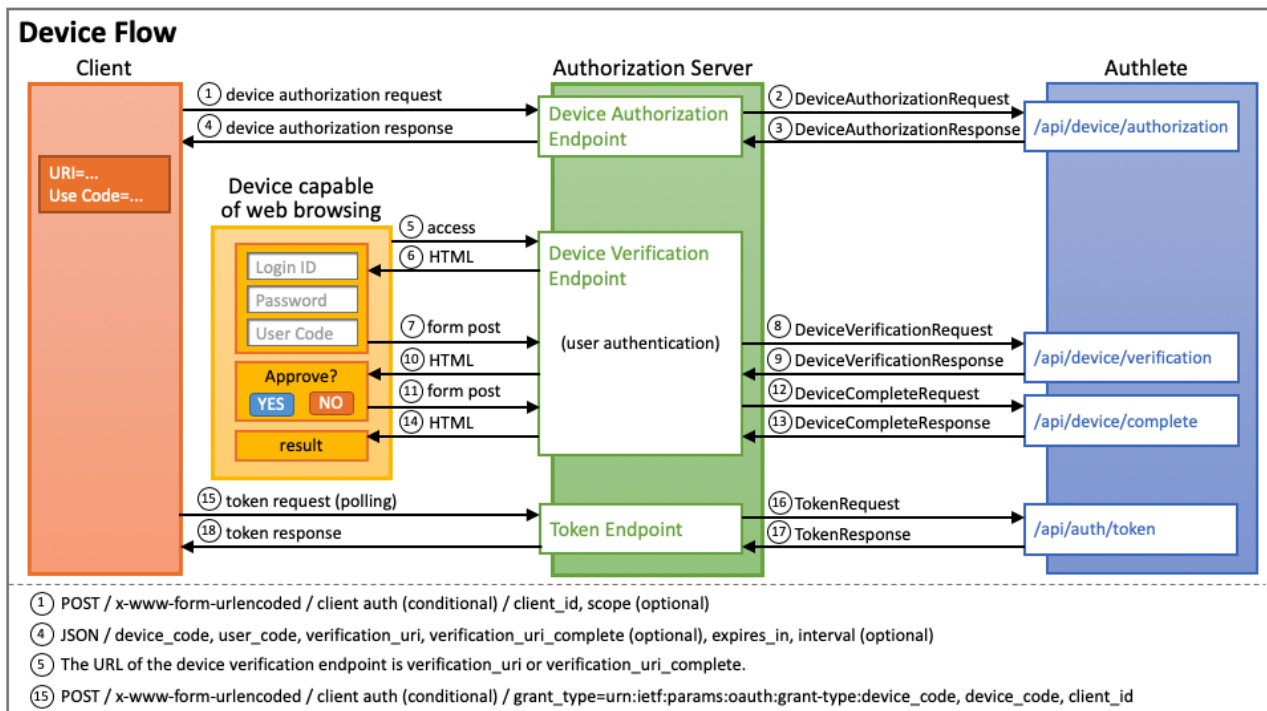 Device Flow
Client
Authorization Server
Authlete
① device authorization request
② DeviceAuthorizationRequest
Device Authorization
Endpoint
/api/device/authorization
④ device authorization response
③ DeviceAuthorizationResponse
URI=...
Use Code=...
Device capable
of web browsing
⑤ access
Device Verification
Endpoint
⑥ HTML
Login ID
Password
User Code
⑦ form post
(user authentication)
⑧ DeviceVerificationRequest
⑨ DeviceVerificationResponse
/api/device/verification
⑩ HTML
Approve?
YES NO
⑪ form post
⑫ DeviceCompleteRequest
⑬ DeviceCompleteResponse
/api/device/complete
⑭ HTML
result
⑮ token request (polling)
⑯ TokenRequest
Token Endpoint
/api/auth/token
⑱ token response
⑰ TokenResponse
① POST / x-www-form-urlencoded / client auth (conditional) / client_id, scope (optional)
④ JSON / device_code, user_code, verification_uri, verification_uri_complete (optional), expires_in, interval (optional)
⑤ The URL of the device verification endpoint is verification_uri or verification_uri_complete.
⑮ POST / x-www-form-urlencoded / client auth (conditional) / grant_type=urn:ietf:params:oauth:grant-type:device_code, device_code, client_id